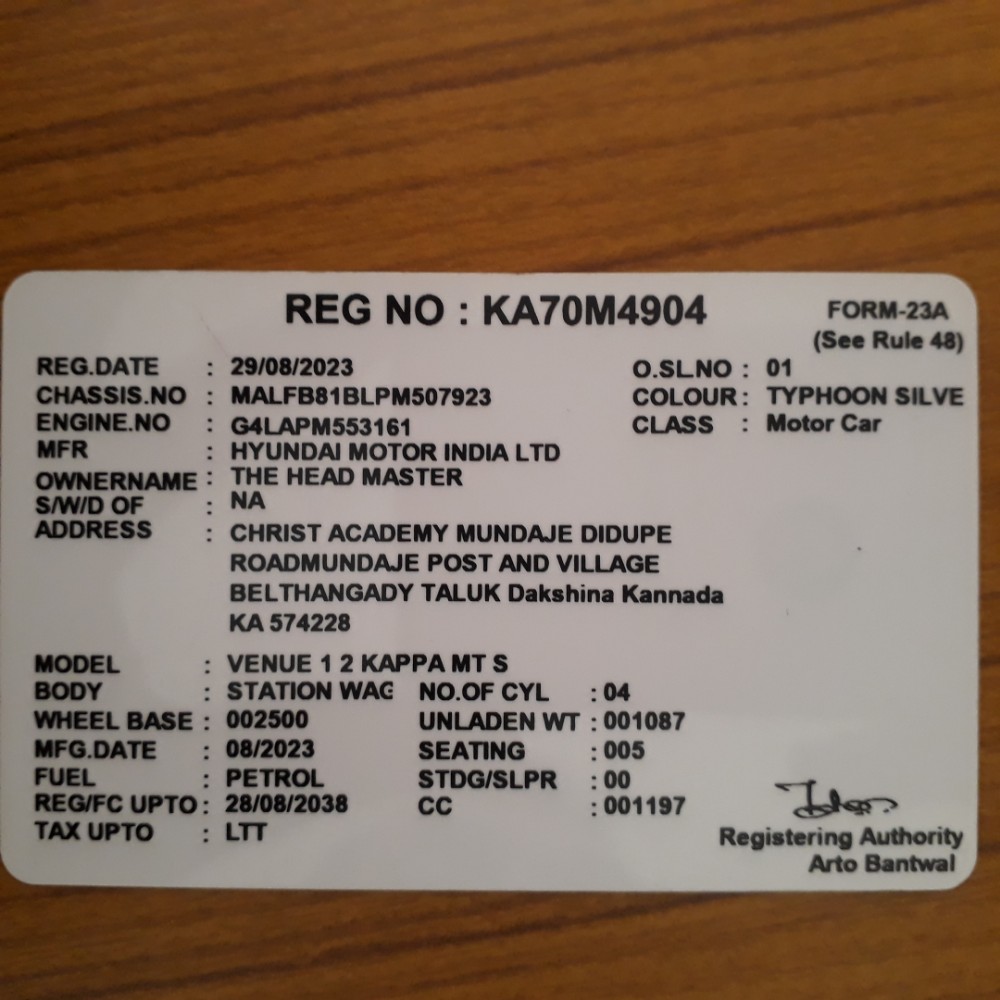 REG NO : KA70M4904
FORM-23A
(See Rule 48)
REG.DATE : 29/08/2023 O.SLNO : 01
CHASSIS.NO : MALFB81BLPM507923 COLOUR : TYPHOON SILVE
ENGINE.NO : G4LAPM553161 CLASS : Motor Car
MFR : HYUNDAI MOTOR INDIA LTD
OWNERNAME : THE HEAD MASTER
S/W/D OF : NA
ADDRESS : CHRIST ACADEMY MUNDAJE DIDUPE
ROADMUNDAJE POST AND VILLAGE
BELTHANGADY TALUK Dakshina Kannada
KA 574228
MODEL : VENUE 1 2 KAPPA MT S
BODY : STATION WAG NO.OF CYL : 04
WHEEL BASE : 002500 UNLADEN WT : 001087
MFG.DATE : 08/2023 SEATING : 005
FUEL : PETROL STDG/SLPR : 00
REG/FC UPTO : 28/08/2038 CC : 001197
TAX UPTO : LTT
Registering Authority
Arto Bantwal